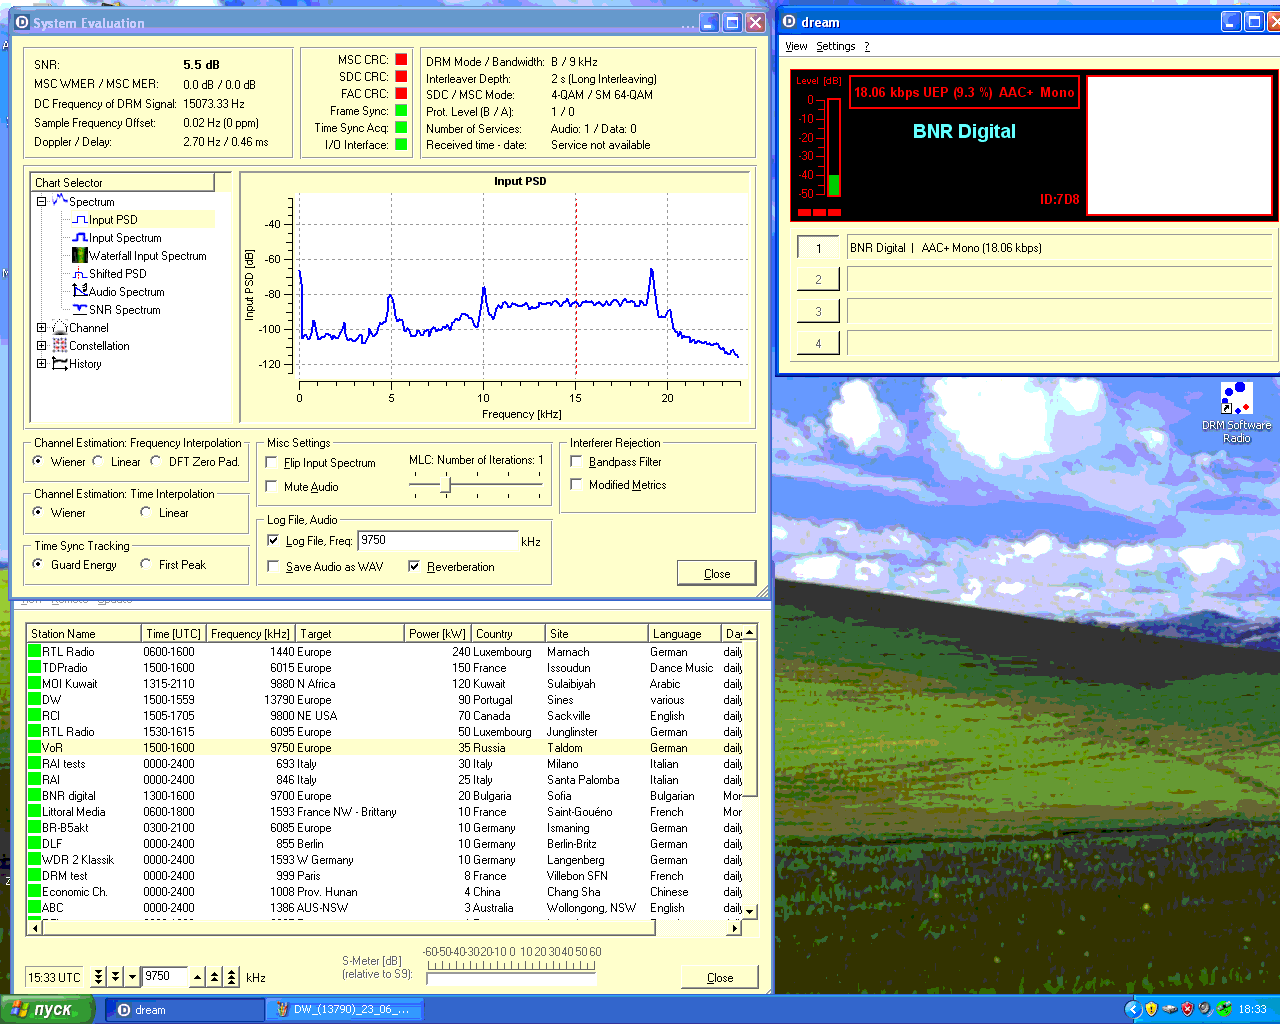 System Evaluation
SNR: 5.5 dB
MSC WMER / MSC MER: 0.0 dB / 0.0 dB
DC Frequency of DRM Signal: 15073.33 Hz
Sample Frequency Offset: 0.02 Hz (0 ppm)
Doppler / Delay: 2.70 Hz / 0.46 ms
MSC CRC:
SDC CRC:
FAC CRC:
Frame Sync:
Time Sync Acq:
I/O Interface:
DRM Mode / Bandwidth: B / 9 kHz
Interleaver Depth: 2 s (Long Interleaving)
SDC / MSC Mode: 4-QAM / SM 64-QAM
Prot. Level (B / A): 1 / 0
Number of Services: Audio: 1 / Data: 0
Received time - date: Service not available
Chart Selector
Spectrum
Input PSD
Input Spectrum
Waterfall Input Spectrum
Shifted PSD
Audio Spectrum
SNR Spectrum
Channel
Constellation
History
Input PSD
Input PSD [dB]
-40
-60
-80
-100
-120
0 5 10 15 20
Frequency [kHz]
Channel Estimation: Frequency Interpolation
Wiener Linear DFT Zero Pad.
Channel Estimation: Time Interpolation
Wiener Linear
Time Sync Tracking
Guard Energy First Peak
Misc Settings
Flip Input Spectrum
Mute Audio
MLC: Number of Iterations: 1
Log File, Audio
Log File, Freq: 9750 kHz
Save Audio as WAV Reverberation
Interferer Rejection
Bandpass Filter
Modified Metrics
Close
dream
View Settings ?
Level [dB]
0
-10
-20
-30
-40
-50
18.06 kbps UEP (9.3 %) AAC+ Mono
BNR Digital
ID:7D8
1 BNR Digital | AAC+ Mono (18.06 kbps)
2
3
4
DRM Software
Radio
Station Name Time [UTC] Frequency [kHz] Target Power [kW] Country Site Language
RTL Radio 0600-1600 1440 Europe 240 Luxembourg Marnach German daily
TDPradio 1500-1600 6015 Europe 150 France Issoudun Dance Music daily
MOI Kuwait 1315-2110 9880 N Africa 120 Kuwait Sulaibiyah Arabic daily
DW 1500-1559 13790 Europe 90 Portugal Sines various daily
RCI 1505-1705 9800 NE USA 70 Canada Sackville English daily
RTL Radio 1530-1615 6095 Europe 50 Luxembourg Junglinster German daily
VoR 1500-1600 9750 Europe 35 Russia Taldom German daily
RAI tests 0000-2400 693 Italy 30 Italy Milano Italian daily
RAI 0000-2400 846 Italy 25 Italy Santa Palomba Italian daily
BNR digital 1300-1600 9700 Europe 20 Bulgaria Sofia Bulgarian Mor
Littoral Media 0600-1800 1593 France NW - Brittany 10 France Saint-Gouéno French Mor
BR-B5akt 0300-2100 6085 Europe 10 Germany Ismaning German daily
DLF 0000-2400 855 Berlin 10 Germany Berlin-Britz German daily
WDR 2 Klassik 0000-2400 1593 W Germany 10 Germany Langenberg German daily
DRM test 0000-2400 999 Paris 8 France Villebon SFN French daily
Economic Ch. 0000-2400 1008 Prov. Hunan 4 China Chang Sha Chinese daily
ABC 0000-2400 1386 AUS-NSW 3 Australia Wollongong, NSW English daily
15:33 UTC 9750 kHz
S-Meter [dB]
(relative to S9):
-60-50-40-30-20-10 0 10 20 30 40 50 60
Close
пуск dream DW_(13790)_23_06_... 18:33